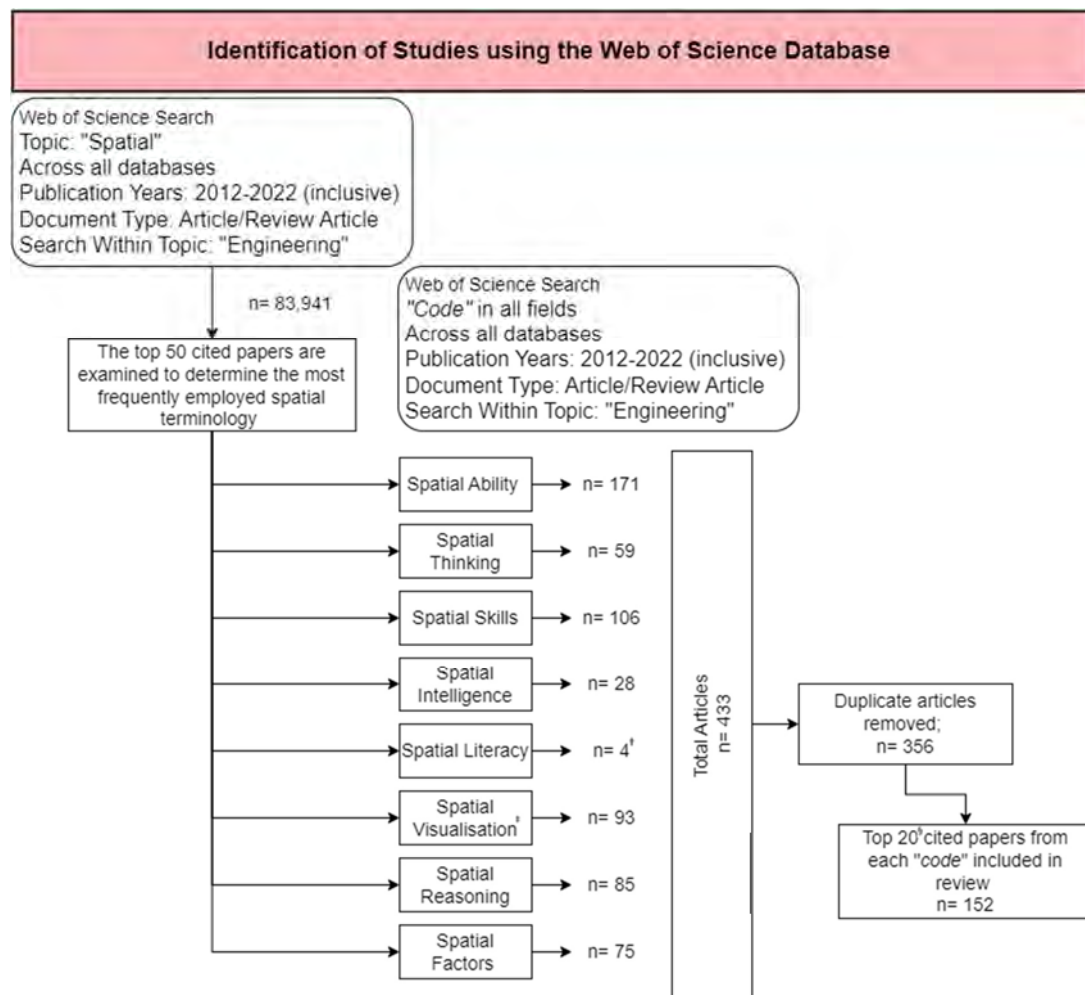 Identification of Studies using the Web of Science Database
Web of Science Search
Topic: "Spatial"
Across all databases
Publication Years: 2012-2022 (inclusive)
Document Type: Article/Review Article
Search Within Topic: "Engineering"
n= 83,941
The top 50 cited papers are
examined to determine the most
frequently employed spatial
terminology
Web of Science Search
"Code" in all fields
Across all databases
Publication Years: 2012-2022 (inclusive)
Document Type: Article/Review Article
Search Within Topic: "Engineering"
Spatial Ability
n= 171
Spatial
Thinking
n= 59
Spatial Skills
n= 106
Spatial
Intelligence
n= 28
Spatial Literacy
n= 4†
Spatial
Visualisation‡
n= 93
Spatial
Reasoning
n= 85
Spatial
Factors
n= 75
Total Articles
n= 433
Duplicate articles
removed;
n= 356
Top 20§ cited papers from
each "code" included in
review
n= 152